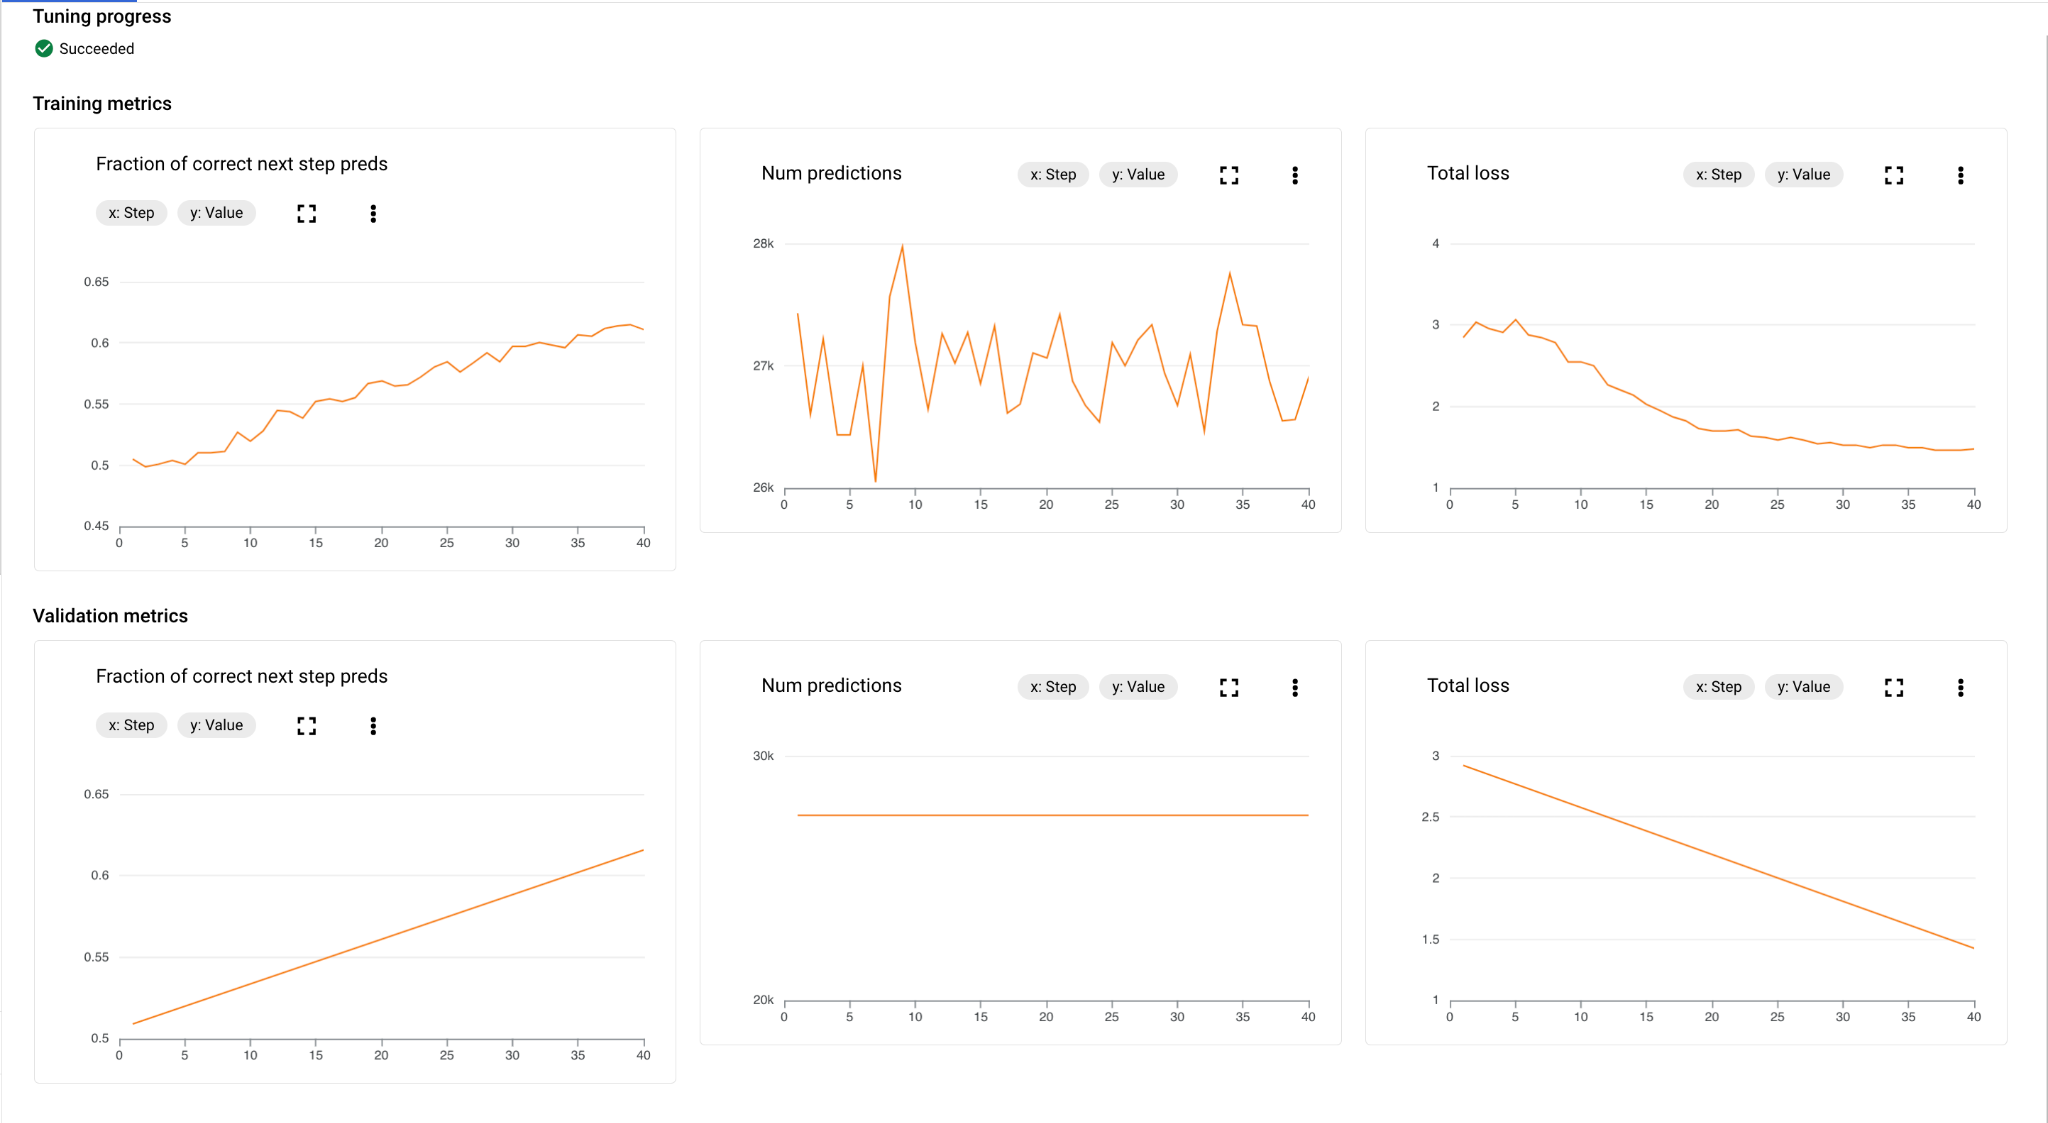 Tuning progress
Succeeded
Training metrics
Fraction of correct next step preds
x: Step y: Value
0.65
0.6
0.55
0.5
0.45
0 5 10 15 20 25 30 35 40
Num predictions x: Step y: Value
28k
27k
26k
0 5 10 15 20 25 30 35 40
Total loss x: Step y: Value
4
3
2
1
0 5 10 15 20 25 30 35 40
Validation metrics
Fraction of correct next step preds
x: Step y: Value
0.65
0.6
0.55
0.5
0 5 10 15 20 25 30 35 40
Num predictions x: Step y: Value
30k
20k
0 5 10 15 20 25 30 35 40
Total loss x: Step y: Value
3
2.5
2
1.5
1
0 5 10 15 20 25 30 35 40